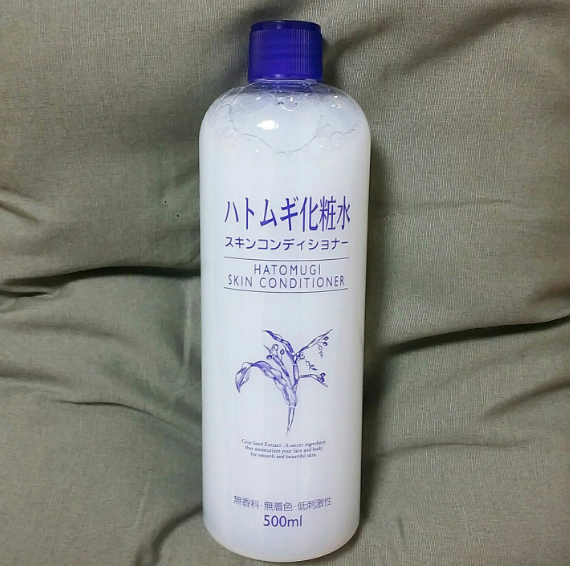 ハトムギ化粧水
スキンコンディショナー
HATOMUGI
SKIN CONDITIONER
Coix Seed Extract : A secret ingredient
that moisturizes your face and body
for smooth and beautiful skin.
無香料・無着色・低刺激性
500ml